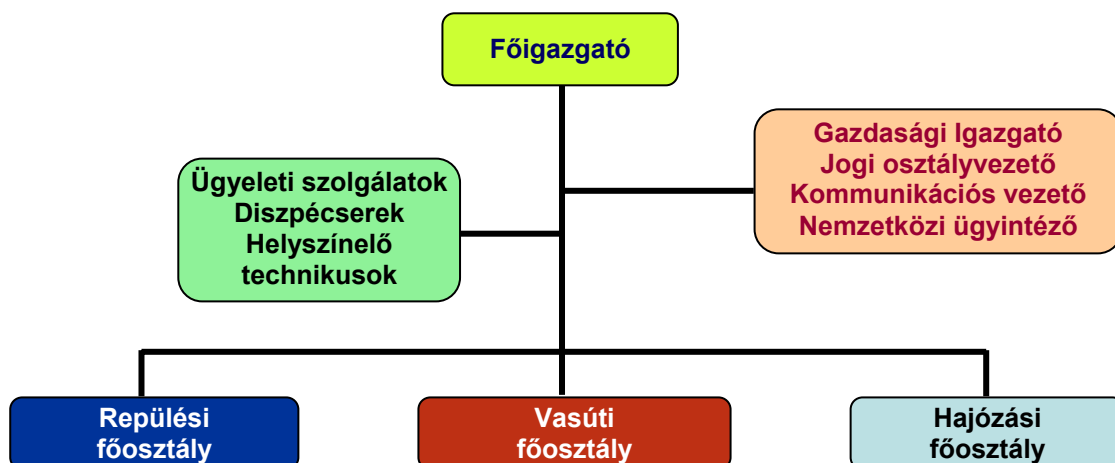 Főigazgató
Gazdasági Igazgató
Jogi osztályvezető
Kommunikációs vezető
Nemzetközi ügyintéző
Ügyeleti szolgálatok
Diszpécserek
Helyszínelő
technikusok
Repülési
főosztály
Vasúti
főosztály
Hajózási
főosztály